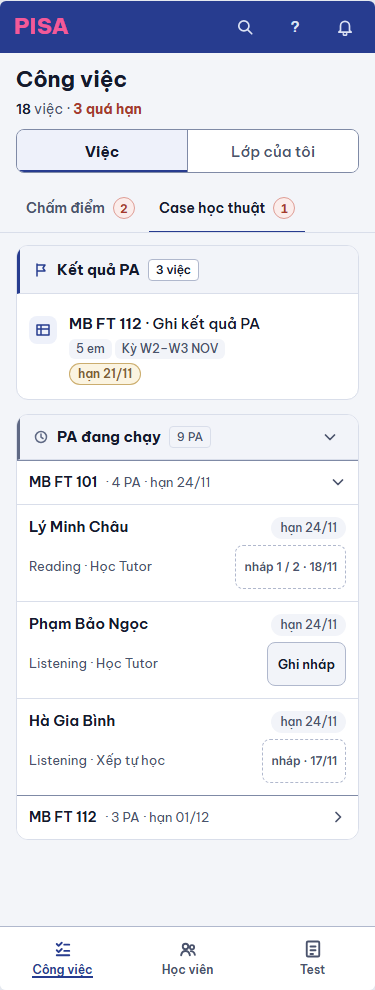 PISA
?
Công việc
18 việc · 3 quá hạn
Việc
Lớp của tôi
Chấm điểm 2
Case học thuật 1
Kết quả PA 3 việc
MB FT 112 · Ghi kết quả PA
5 em Kỳ W2–W3 NOV
hạn 21/11
PA đang chạy 9 PA
MB FT 101 · 4 PA · hạn 24/11
Lý Minh Châu hạn 24/11
Reading · Học Tutor nháp 1 / 2 · 18/11
Phạm Bảo Ngọc hạn 24/11
Listening · Học Tutor Ghi nháp
Hà Gia Bình hạn 24/11
Listening · Xếp tự học nháp · 17/11
MB FT 112 · 3 PA · hạn 01/12
Công việc
Học viên
Test